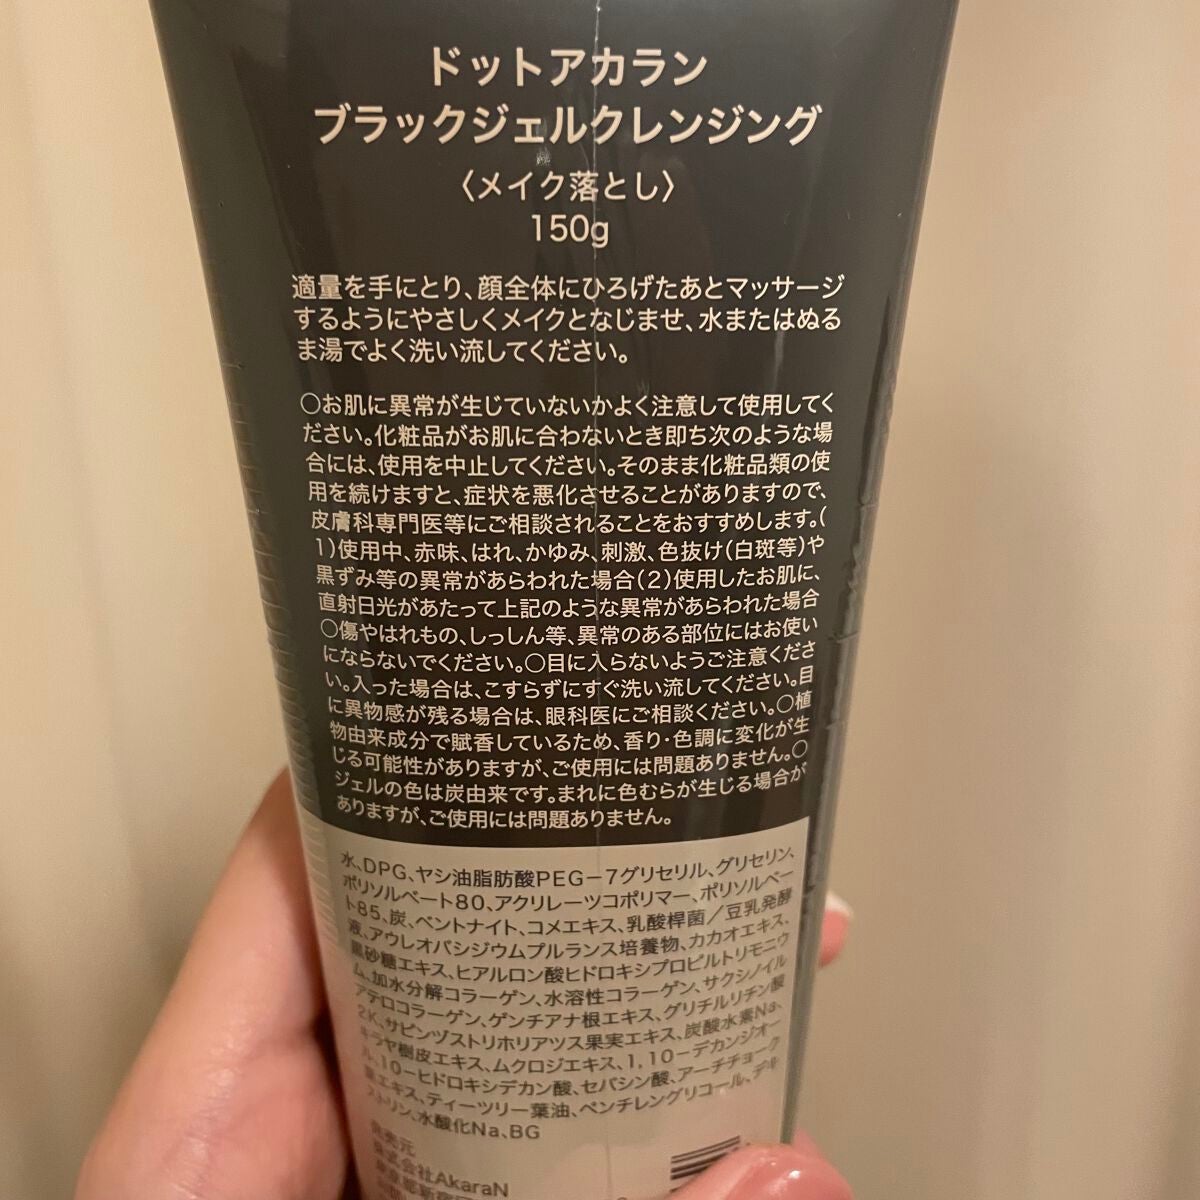 ドットアカラン
ブラックジェルクレンジング
〈メイク落とし〉
150g
適量を手にとり、顔全体にひろげたあとマッサージ
するようにやさしくメイクとなじませ、水またはぬる
ま湯でよく洗い流してください。
○お肌に異常が生じていないかよく注意して使用してく
ださい。化粧品がお肌に合わないとき即ち次のような場
合には、使用を中止してください。そのまま化粧品類の使
用を続けますと、症状を悪化させることがありますので、
皮膚科専門医等にご相談されることをおすすめします。(
1)使用中、赤味、はれ、かゆみ、刺激、色抜け(白斑等)や
黒ずみ等の異常があらわれた場合(2)使用したお肌に、
直射日光があたって上記のような異常があらわれた場合
○傷やはれもの、しっしん等、異常のある部位にはお使い
にならないでください。○目に入らないようご注意くださ
い。入った場合は、こすらずにすぐ洗い流してください。目
に異物感が残る場合は、眼科医にご相談ください。○植
物由来成分で賦香しているため、香り・色調に変化が生
じる可能性がありますが、ご使用には問題ありません。○
ジェルの色は炭由来です。まれに色むらが生じる場合が
ありますが、ご使用には問題ありません。
水、DPG、ヤシ油脂肪酸PEG-7グリセリル、グリセリン、
ポリソルベート80、アクリレーツコポリマー、ポリソルベー
ト85、炭、ベントナイト、コメエキス、乳酸桿菌/豆乳発酵
液、アウレオバシジウムプルランス培養物、カカオエキス、
黒砂糖エキス、ヒアルロン酸ヒドロキシプロピルトリモニウ
ム、加水分解コラーゲン、水溶性コラーゲン、サクシノイル
アテロコラーゲン、ゲンチアナ根エキス、グリチルリチン酸
2K、サピンヅストリホリアツス果実エキス、炭酸水素Na、
キラヤ樹皮エキス、ムクロジエキス、1,10-デカンジオー
ル、10-ヒドロキシデカン酸、セバシン酸、アーチチョーク
葉エキス、ティーツリー葉油、ペンチレングリコール、デキ
ストリン、水酸化Na、BG
発売元
株式会社AkaraN